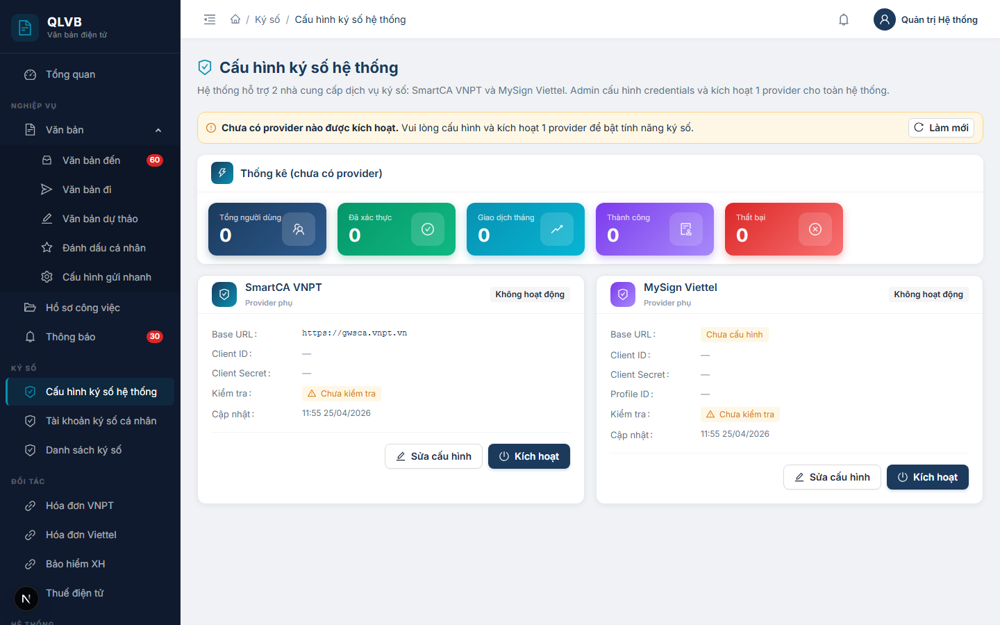 QLVB
Văn bản điện tử
Tổng quan
NGHIỆP VỤ
Văn bản
Văn bản đến 60
Văn bản đi
Văn bản dự thảo
Đánh dấu cá nhân
Cấu hình gửi nhanh
Hồ sơ công việc
Thông báo 30
KÝ SỐ
Cấu hình ký số hệ thống
Tài khoản ký số cá nhân
Danh sách ký số
ĐỐI TÁC
Hóa đơn VNPT
Hóa đơn Viettel
Bảo hiểm XH
Thuế điện tử
HỆ THỐNG
/ Ký số / Cấu hình ký số hệ thống
Quản trị Hệ thống
Cấu hình ký số hệ thống
Hệ thống hỗ trợ 2 nhà cung cấp dịch vụ ký số: SmartCA VNPT và MySign Viettel. Admin cấu hình credentials và kích hoạt 1 provider cho toàn hệ thống.
Chưa có provider nào được kích hoạt. Vui lòng cấu hình và kích hoạt 1 provider để bật tính năng ký số.
Làm mới
Thống kê (chưa có provider)
Tổng người dùng
0
Đã xác thực
0
Giao dịch tháng
0
Thành công
0
Thất bại
0
SmartCA VNPT
Provider phụ
Không hoạt động
Base URL: https://gwsca.vnpt.vn
Client ID: —
Client Secret: —
Kiểm tra: Chưa kiểm tra
Cập nhật: 11:55 25/04/2026
Sửa cấu hình
Kích hoạt
MySign Viettel
Provider phụ
Không hoạt động
Base URL: Chưa cấu hình
Client ID: —
Client Secret: —
Profile ID: —
Kiểm tra: Chưa kiểm tra
Cập nhật: 11:55 25/04/2026
Sửa cấu hình
Kích hoạt